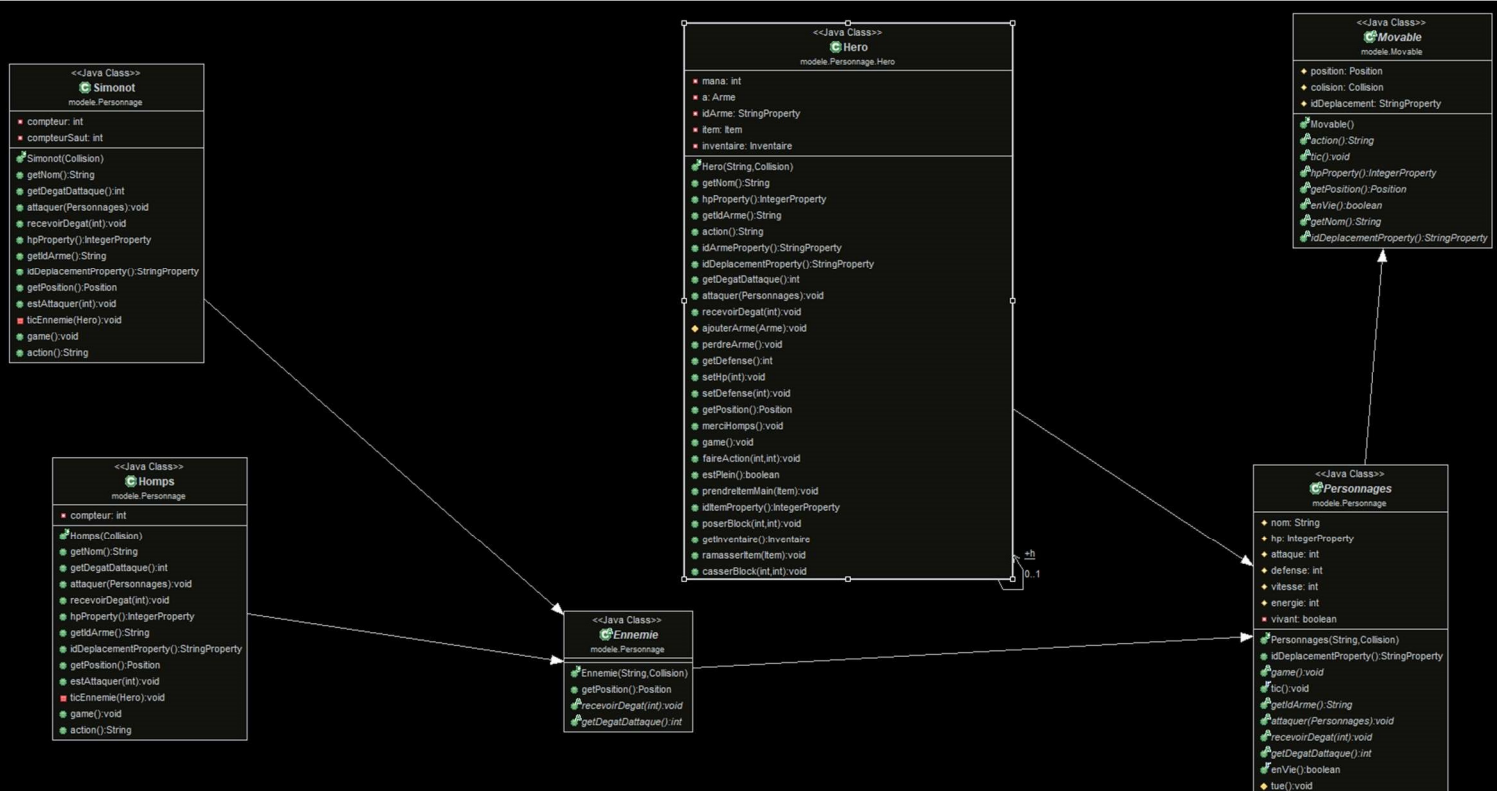 <<Java Class>>
Simonot
modele.Personnage
compteur: int
compteurSaut: int
Simonot(Collision)
getNom():String
getDegatDattaque():int
attaquer(Personnages):void
recevoirDegat(int):void
hpProperty():IntegerProperty
getIdArme():String
idDeplacementProperty():StringProperty
getPosition():Position
estAttaquer(int):void
ticEnnemie(Hero):void
game():void
action():String
<<Java Class>>
Homps
modele.Personnage
compteur: int
Homps(Collision)
getNom():String
getDegatDattaque():int
attaquer(Personnages):void
recevoirDegat(int):void
hpProperty():IntegerProperty
getIdArme():String
idDeplacementProperty():StringProperty
getPosition():Position
estAttaquer(int):void
ticEnnemie(Hero):void
game():void
action():String
<<Java Class>>
Ennemie
modele.Personnage
Ennemie(String,Collision)
getPosition():Position
recevoirDegat(int):void
getDegatDattaque():int
<<Java Class>>
Hero
modele.Personnage.Hero
mana: int
a: Arme
idArme: StringProperty
item: Item
inventaire: Inventaire
Hero(String,Collision)
getNom():String
hpProperty():IntegerProperty
getIdArme():String
action():String
idArmeProperty():StringProperty
idDeplacementProperty():StringProperty
getDegatDattaque():int
attaquer(Personnages):void
recevoirDegat(int):void
ajouterArme(Arme):void
perdreArme():void
getDefense():int
setHp(int):void
setDefense(int):void
getPosition():Position
merciHomps():void
game():void
faireAction(int,int):void
estPlein():boolean
prendreItemMain(Item):void
idItemProperty():IntegerProperty
poserBlock(int,int):void
getInventaire():Inventaire
ramasserItem(Item):void
casserBlock(int,int):void
+h
0..1
<<Java Class>>
Movable
modele.Movable
position: Position
colision: Collision
idDeplacement: StringProperty
Movable()
action():String
tic():void
hpProperty():IntegerProperty
getPosition():Position
enVie():boolean
getNom():String
idDeplacementProperty():StringProperty
<<Java Class>>
Personnages
modele.Personnage
nom: String
hp: IntegerProperty
attaque: int
defense: int
vitesse: int
energie: int
vivant: boolean
Personnages(String,Collision)
idDeplacementProperty():StringProperty
game():void
tic():void
getIdArme():String
attaquer(Personnages):void
recevoirDegat(int):void
getDegatDattaque():int
enVie():boolean
tue():void